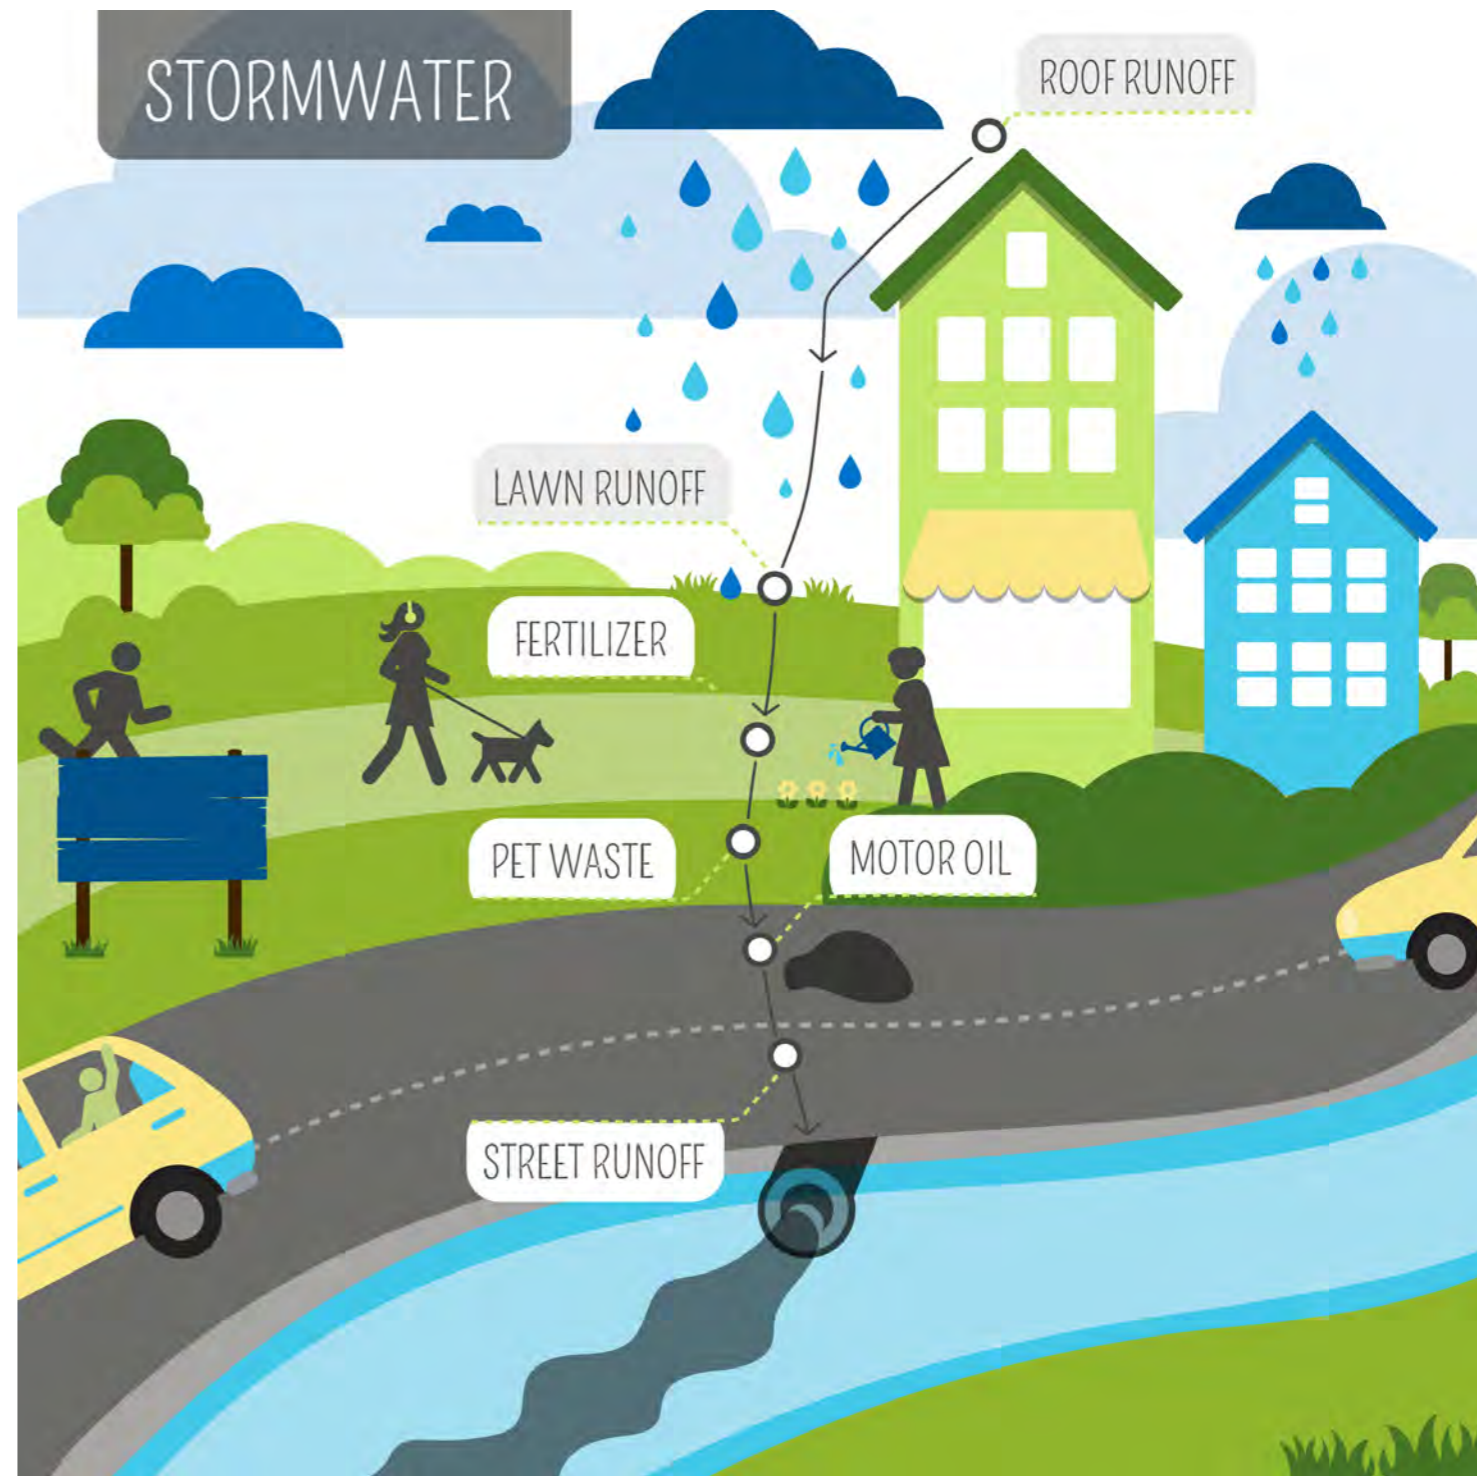 STORMWATER
ROOF RUNOFF
LAWN RUNOFF
FERTILIZER
PET WASTE
MOTOR OIL
STREET RUNOFF